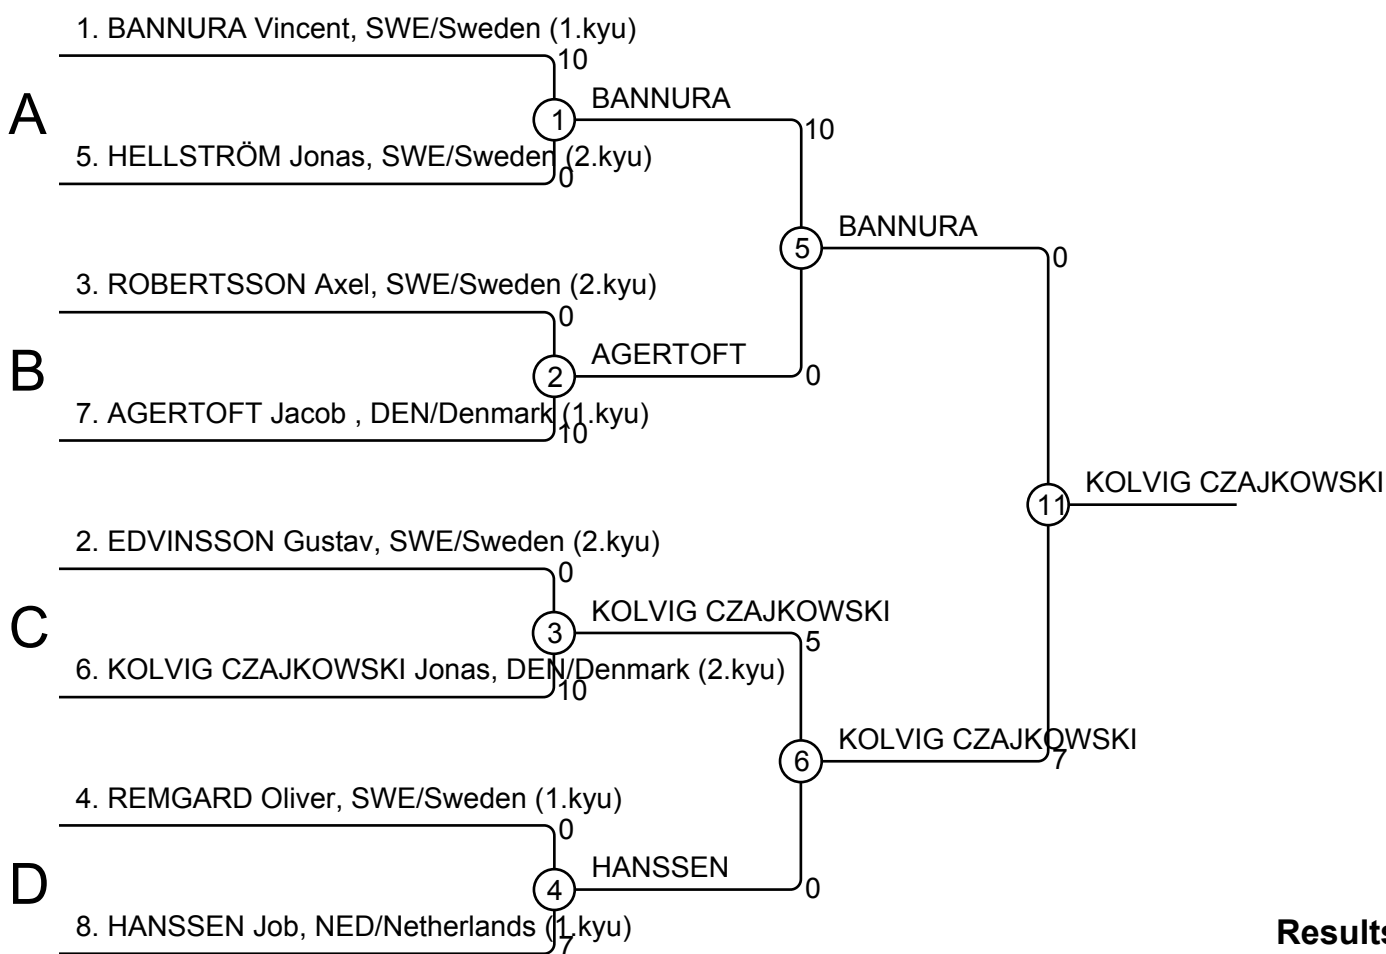 1. BANNURA Vincent, SWE/Sweden (1.kyu)
10
A
1
BANNURA
10
5. HELLSTRÖM Jonas, SWE/Sweden (2.kyu)
0
5
BANNURA
0
3. ROBERTSSON Axel, SWE/Sweden (2.kyu)
0
B
2
AGERTOFT
0
7. AGERTOFT Jacob , DEN/Denmark (1.kyu)
10
11
KOLVIG CZAJKOWSKI
2. EDVINSSON Gustav, SWE/Sweden (2.kyu)
0
C
3
KOLVIG CZAJKOWSKI
5
6. KOLVIG CZAJKOWSKI Jonas, DEN/Denmark (2.kyu)
10
6
KOLVIG CZAJKOWSKI
7
4. REMGARD Oliver, SWE/Sweden (1.kyu)
0
D
4
HANSSEN
0
8. HANSSEN Job, NED/Netherlands (1.kyu)
7
Results